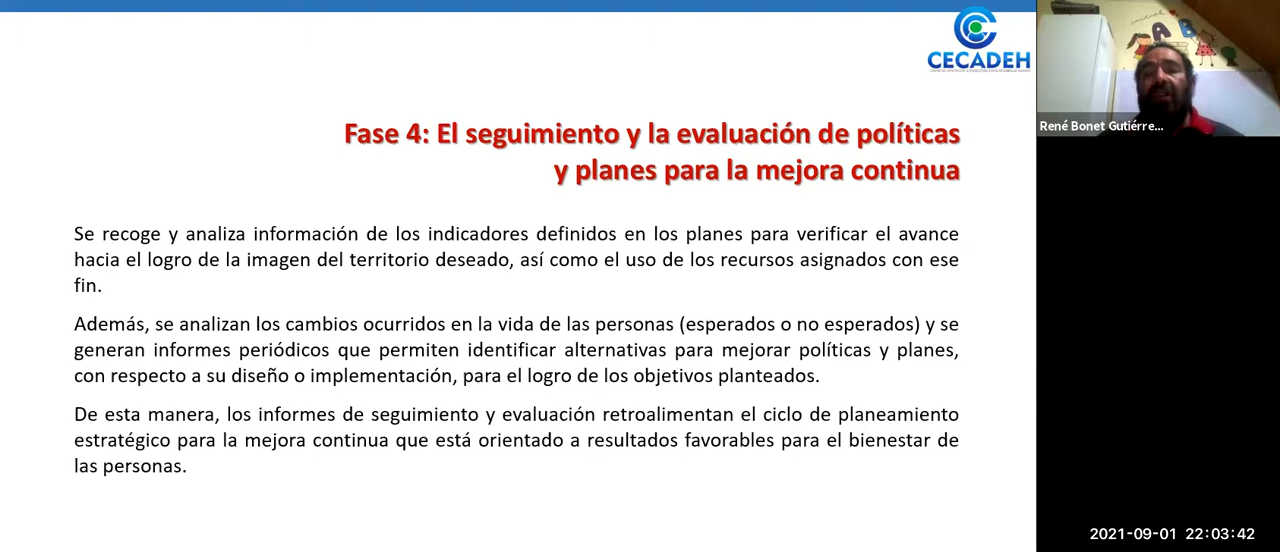 CECADEH
Fase 4: El seguimiento y la evaluación de políticas
y planes para la mejora continua
Se recoge y analiza información de los indicadores definidos en los planes para verificar el avance
hacia el logro de la imagen del territorio deseado, así como el uso de los recursos asignados con ese
fin.
Además, se analizan los cambios ocurridos en la vida de las personas (esperados o no esperados) y se
generan informes periódicos que permiten identificar alternativas para mejorar políticas y planes,
con respecto a su diseño o implementación, para el logro de los objetivos planteados.
De esta manera, los informes de seguimiento y evaluación retroalimentan el ciclo de planeamiento
estratégico para la mejora continua que está orientado a resultados favorables para el bienestar de
las personas.
inicial
A B
René Bonet Gutiérre...
2021-09-01 22:03:42